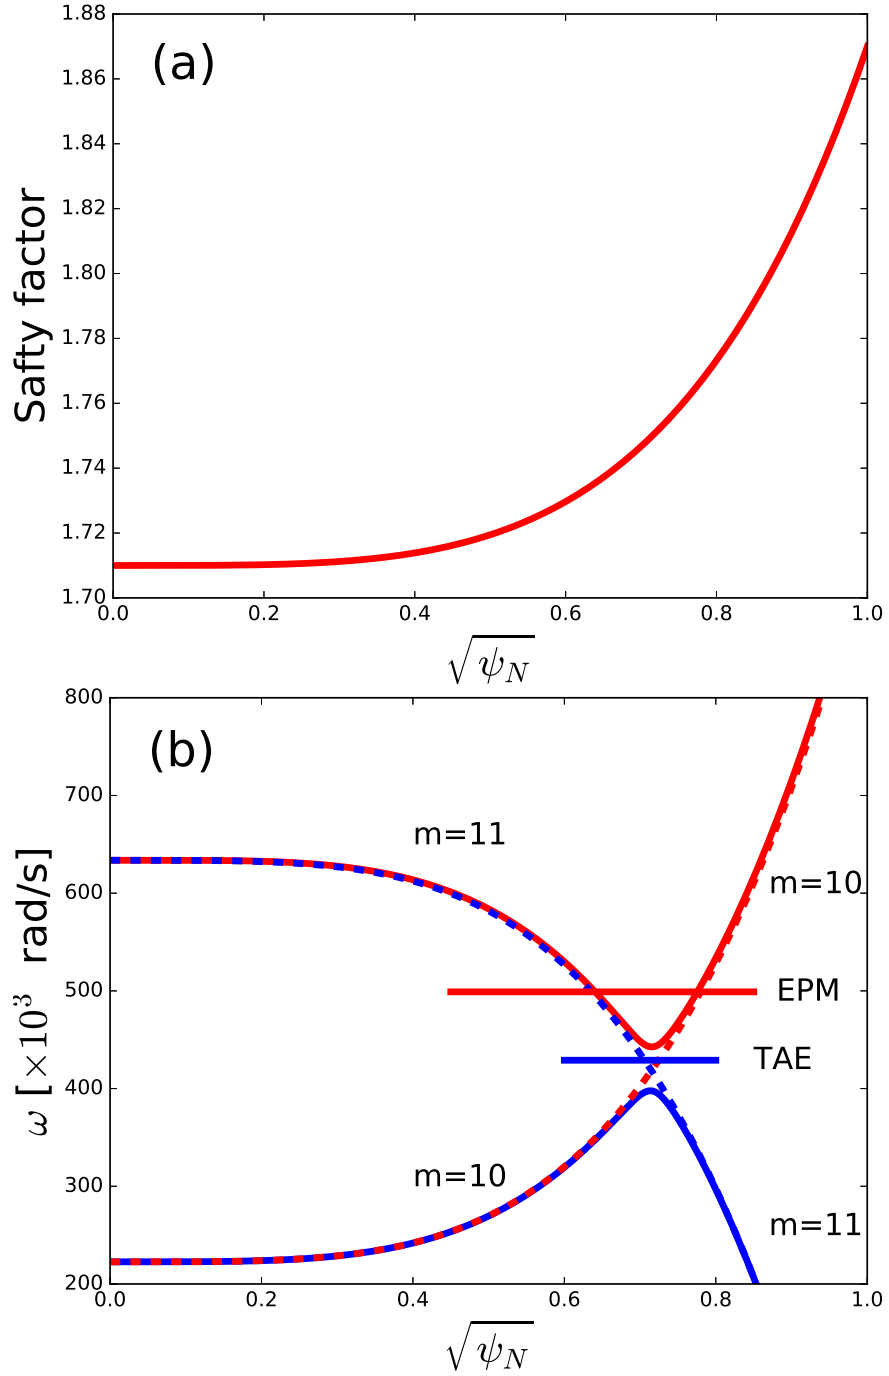 (a)
Safty factor
1.88
1.86
1.84
1.82
1.80
1.78
1.76
1.74
1.72
1.70
0.0 0.2 0.4 0.6 0.8 1.0
√ψ_N
(b)
ω [×10³ rad/s]
800
700
600
500
400
300
200
m=11
m=10
EPM
TAE
m=10
m=11
0.0 0.2 0.4 0.6 0.8 1.0
√ψ_N